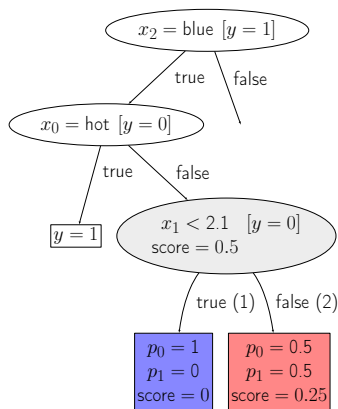 x₂ = blue [y = 1]
true
false
x₀ = hot [y = 0]
true
false
y = 1
x₁ < 2.1 [y = 0]
score = 0.5
true (1)
false (2)
p₀ = 1
p₁ = 0
score = 0
p₀ = 0.5
p₁ = 0.5
score = 0.25